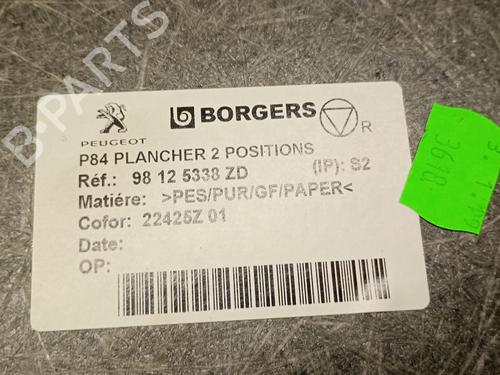 B-PARTS
PEUGEOT
BORGERS
R
P84 PLANCHER 2 POSITIONS
Réf.: 98 12 5338 ZD (IP): S2
Matiére: >PES/PUR/GF/PAPER<
Cofor: 22425Z 01
Date:
OP: